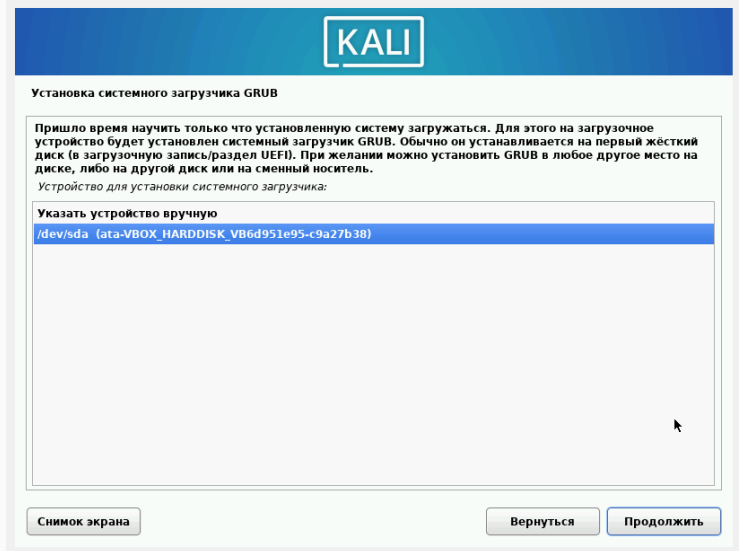 KALI
Установка системного загрузчика GRUB
Пришло время научить только что установленную систему загружаться. Для этого на загрузочное
устройство будет установлен системный загрузчик GRUB. Обычно он устанавливается на первый жёсткий
диск (в загрузочную запись/раздел UEFI). При желании можно установить GRUB в любое другое место на
диске, либо на другой диск или на сменный носитель.
Устройство для установки системного загрузчика:
Указать устройство вручную
/dev/sda (ata-VBOX_HARDDISK_VB6d951e95-c9a27b38)
Снимок экрана
Вернуться
Продолжить